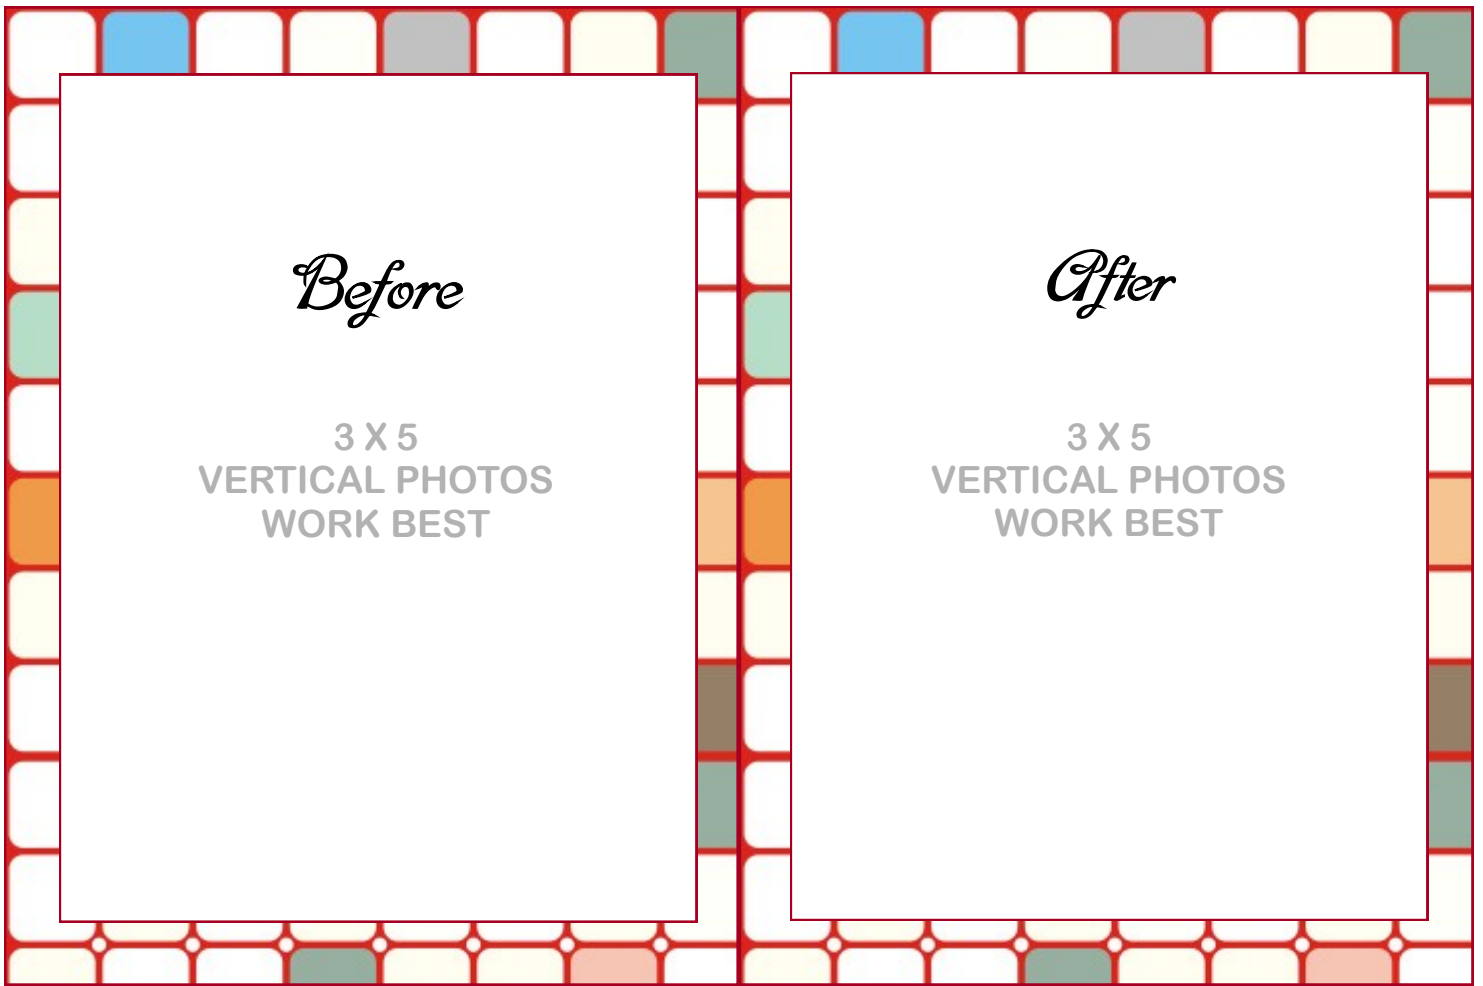 Before
3 X 5
VERTICAL PHOTOS
WORK BEST
After
3 X 5
VERTICAL PHOTOS
WORK BEST